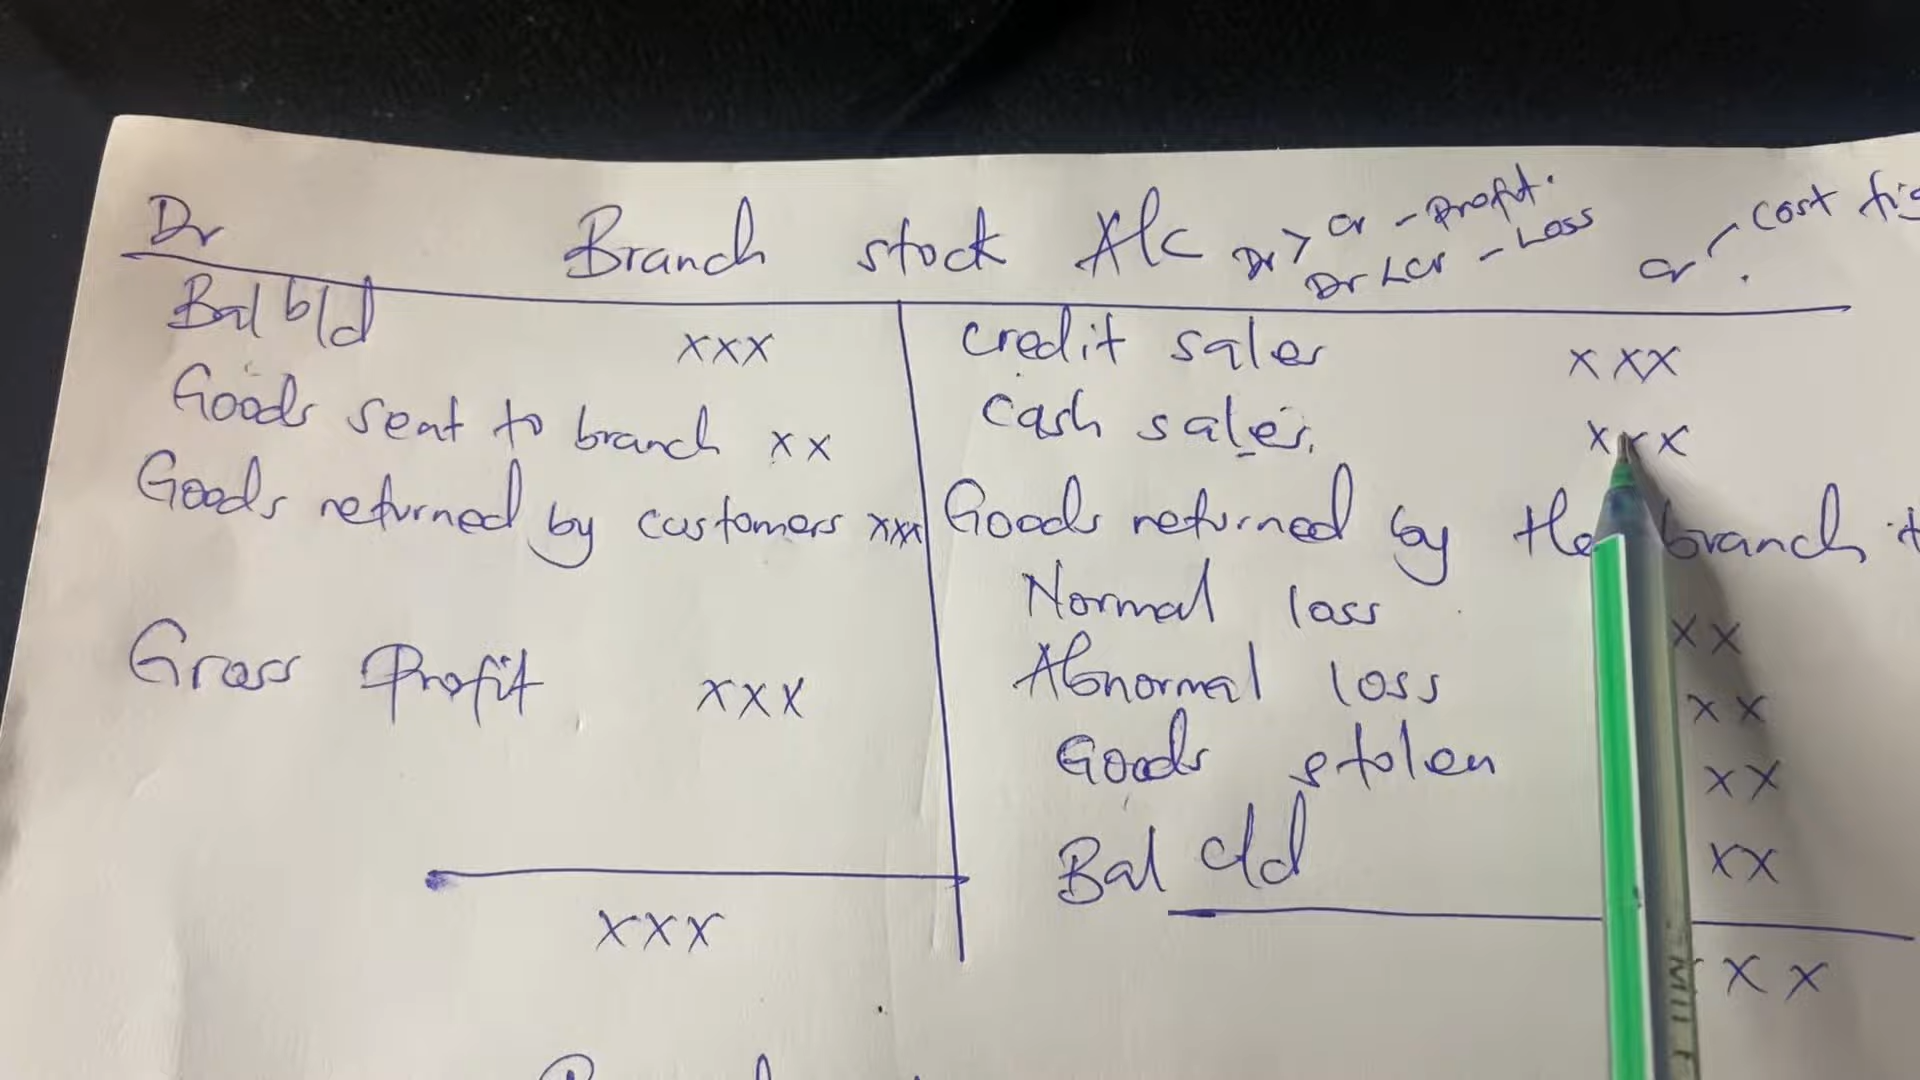 Dr Branch stock A/c Dr > cr - Profit.
Dr < cr - Loss
cr cost fig
Bal b/d xxx credit sales xxx
Goods sent to branch xx cash sales. xxx
Goods returned by customers xxx Goods returned by the branch t
Normal loss xx
Gross Profit xxx Abnormal loss xx
Goods stolen xx
Bal c/d xx
xxx xx